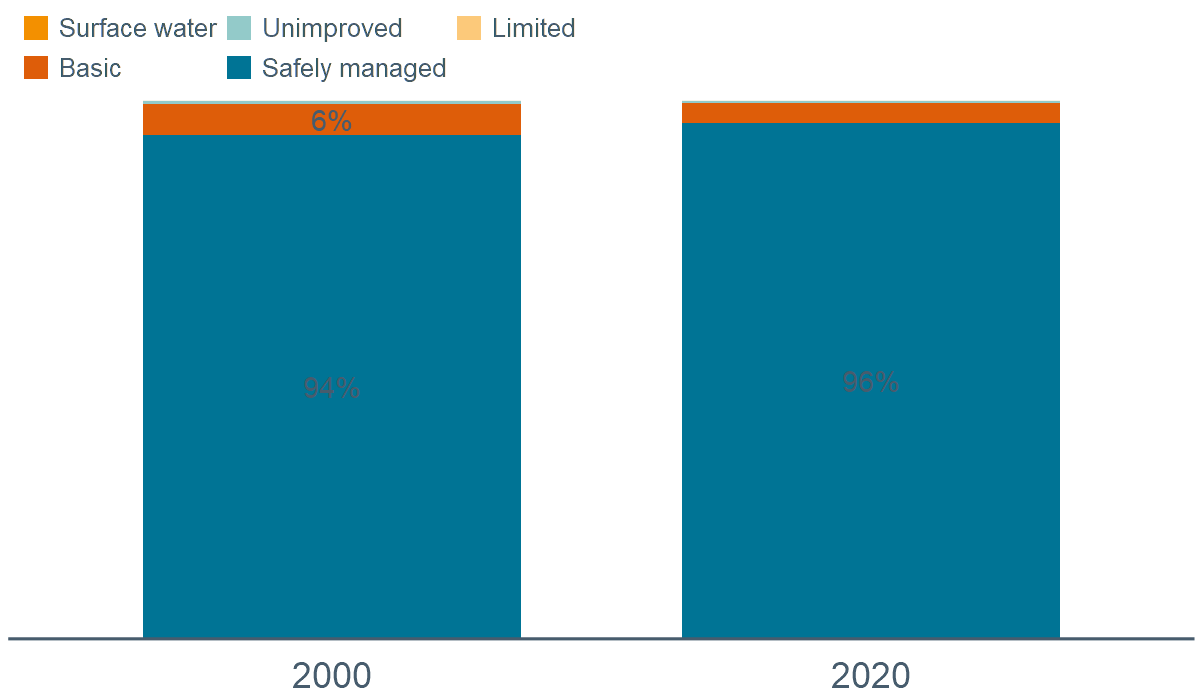 Surface water Unimproved Limited
Basic Safely managed
6%
94%
96%
2000 2020